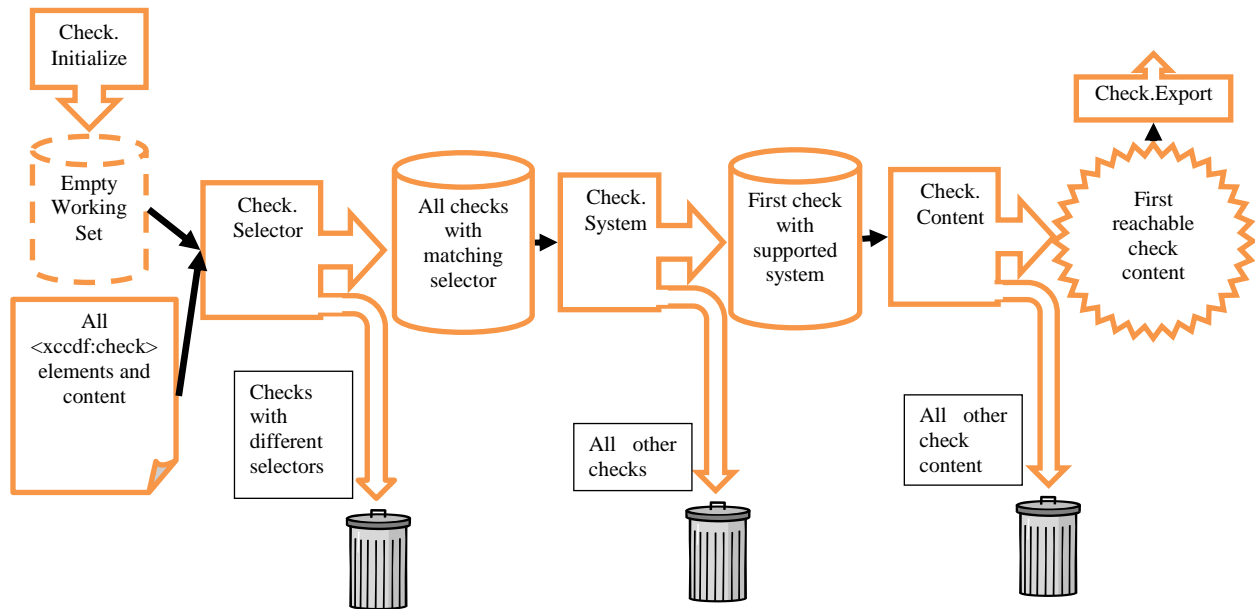 Check.
Initialize
Empty
Working
Set
All
<xccdf:check>
elements and
content
Check.
Selector
Checks
with
different
selectors
All checks
with
matching
selector
Check.
System
All other
checks
First check
with
supported
system
Check.
Content
All other
check
content
First
reachable
check
content
Check.Export